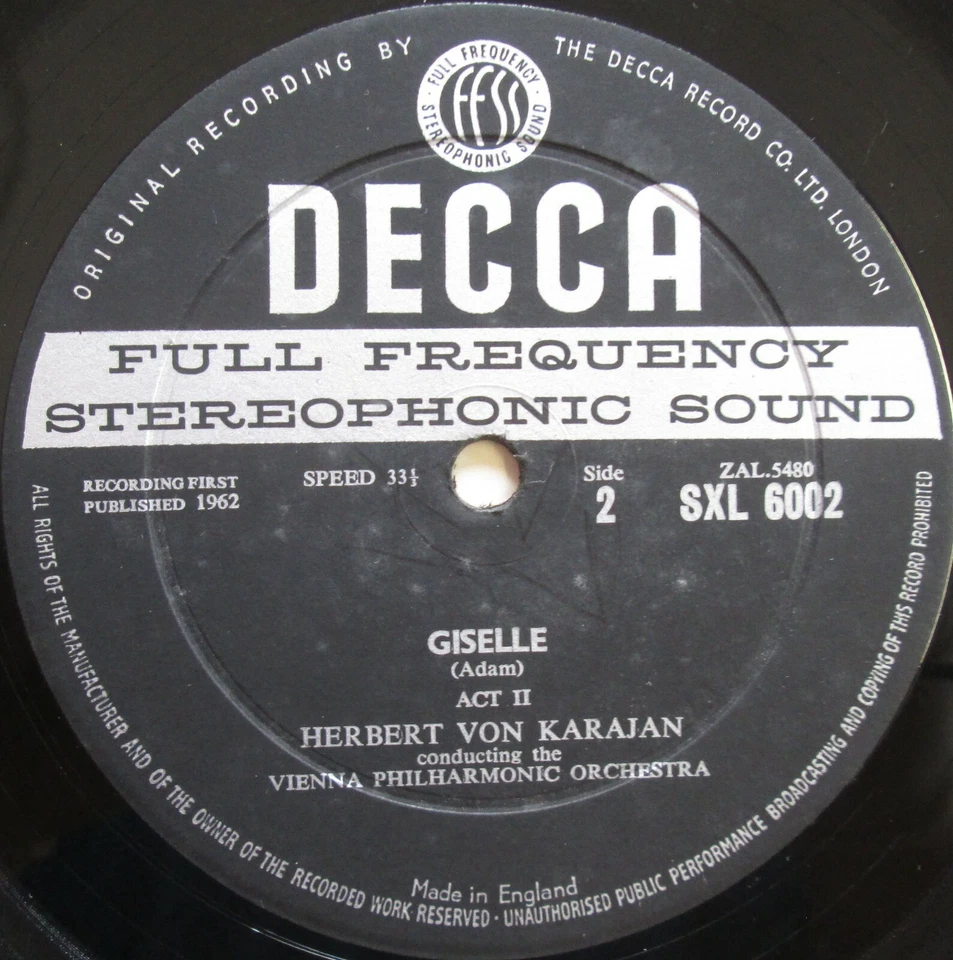 ORIGINAL RECORDING BY
THE DECCA RECORD CO. LTD. LONDON
FULL FREQUENCY
ffss
STEREOPHONIC SOUND
DECCA
FULL FREQUENCY
STEREOPHONIC SOUND
RECORDING FIRST
PUBLISHED 1962
SPEED 33⅓
Side
2
ZAL.5480
SXL 6002
GISELLE
(Adam)
ACT II
HERBERT VON KARAJAN
conducting the
VIENNA PHILHARMONIC ORCHESTRA
Made in England
ALL RIGHTS OF THE MANUFACTURER AND OF THE OWNER OF THE RECORDED WORK RESERVED · UNAUTHORISED PUBLIC PERFORMANCE BROADCASTING AND COPYING OF THIS RECORD PROHIBITED